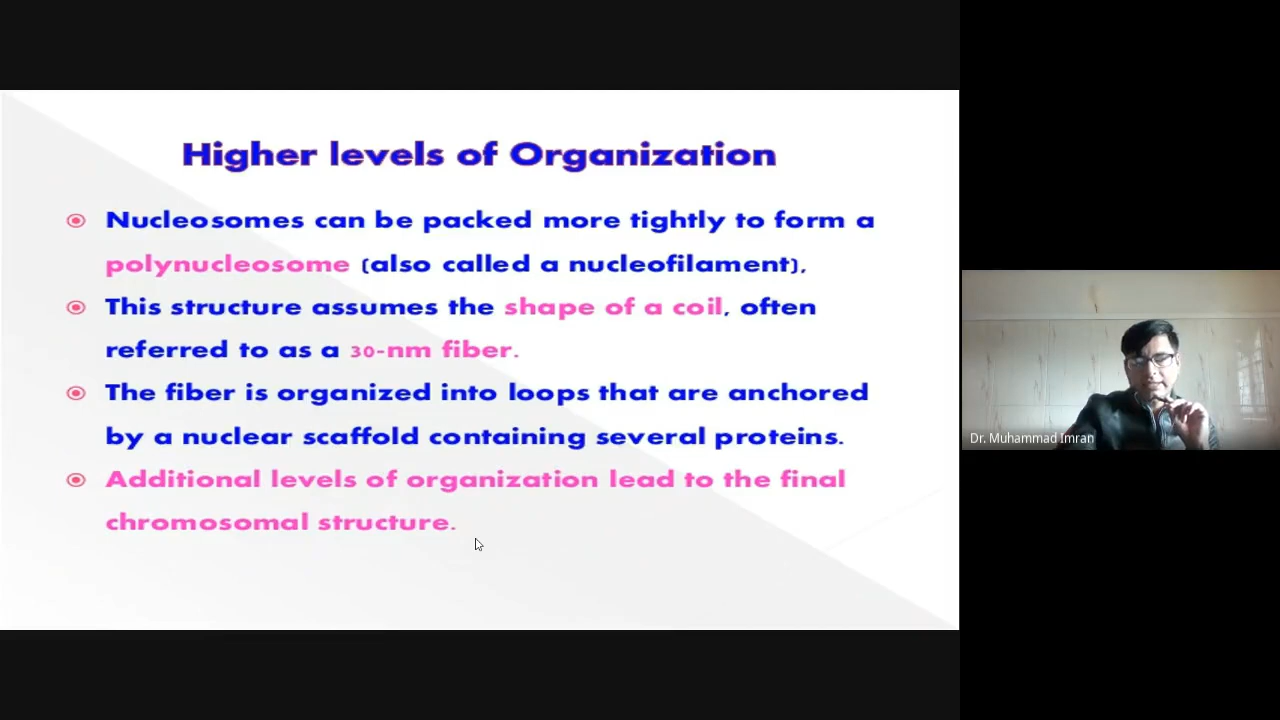 Higher levels of Organization
Nucleosomes can be packed more tightly to form a
polynucleosome (also called a nucleofilament),
This structure assumes the shape of a coil, often
referred to as a 30-nm fiber.
The fiber is organized into loops that are anchored
by a nuclear scaffold containing several proteins.
Additional levels of organization lead to the final
chromosomal structure.
Dr. Muhammad Imran